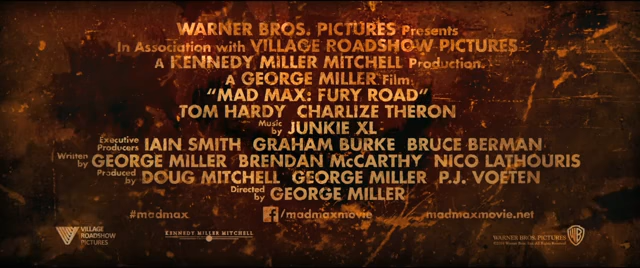 WARNER BROS. PICTURES Presents
In Association with VILLAGE ROADSHOW PICTURES
A KENNEDY MILLER MITCHELL Production
A GEORGE MILLER Film
"MAD MAX: FURY ROAD"
TOM HARDY CHARLIZE THERON
Music by JUNKIE XL
Executive Producers IAIN SMITH GRAHAM BURKE BRUCE BERMAN
Written by GEORGE MILLER BRENDAN McCARTHY NICO LATHOURIS
Produced by DOUG MITCHELL GEORGE MILLER P.J. VOETEN
Directed by GEORGE MILLER
#madmax f/madmaxmovie madmaxmovie.net
VILLAGE ROADSHOW PICTURES
KENNEDY MILLER MITCHELL
WARNER BROS. PICTURES
WB